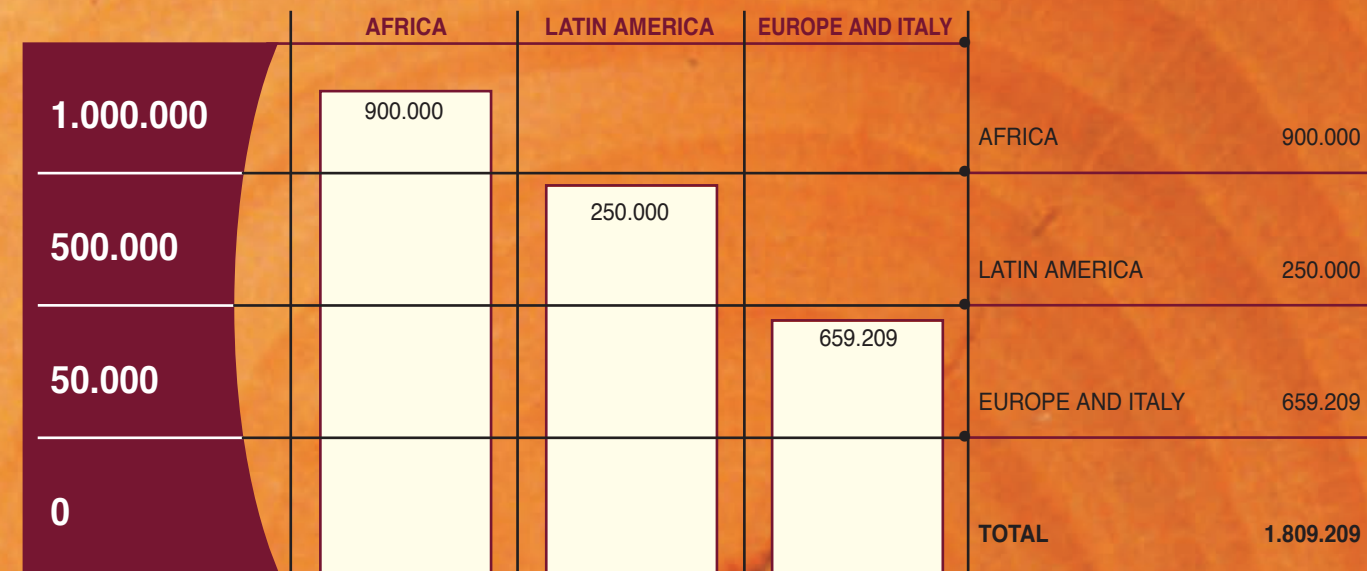 AFRICA LATIN AMERICA EUROPE AND ITALY
1.000.000
900.000
AFRICA 900.000
250.000
500.000
LATIN AMERICA 250.000
659.209
50.000
EUROPE AND ITALY 659.209
0
TOTAL 1.809.209